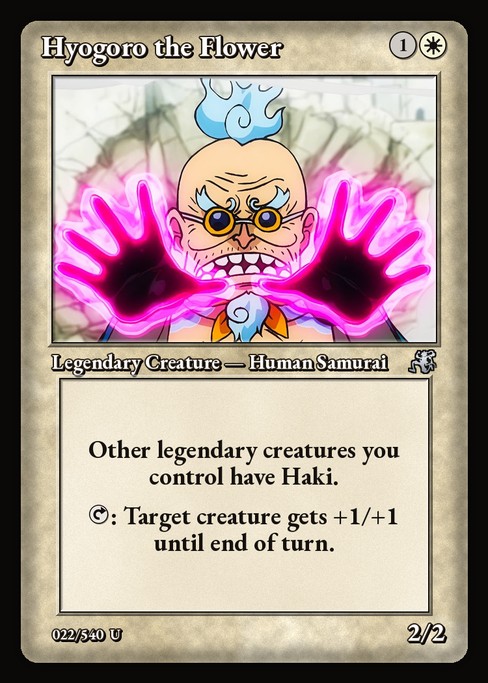 Hyogoro the Flower 1
Legendary Creature — Human Samurai
Other legendary creatures you
control have Haki.
: Target creature gets +1/+1
until end of turn.
022/540 U 2/2